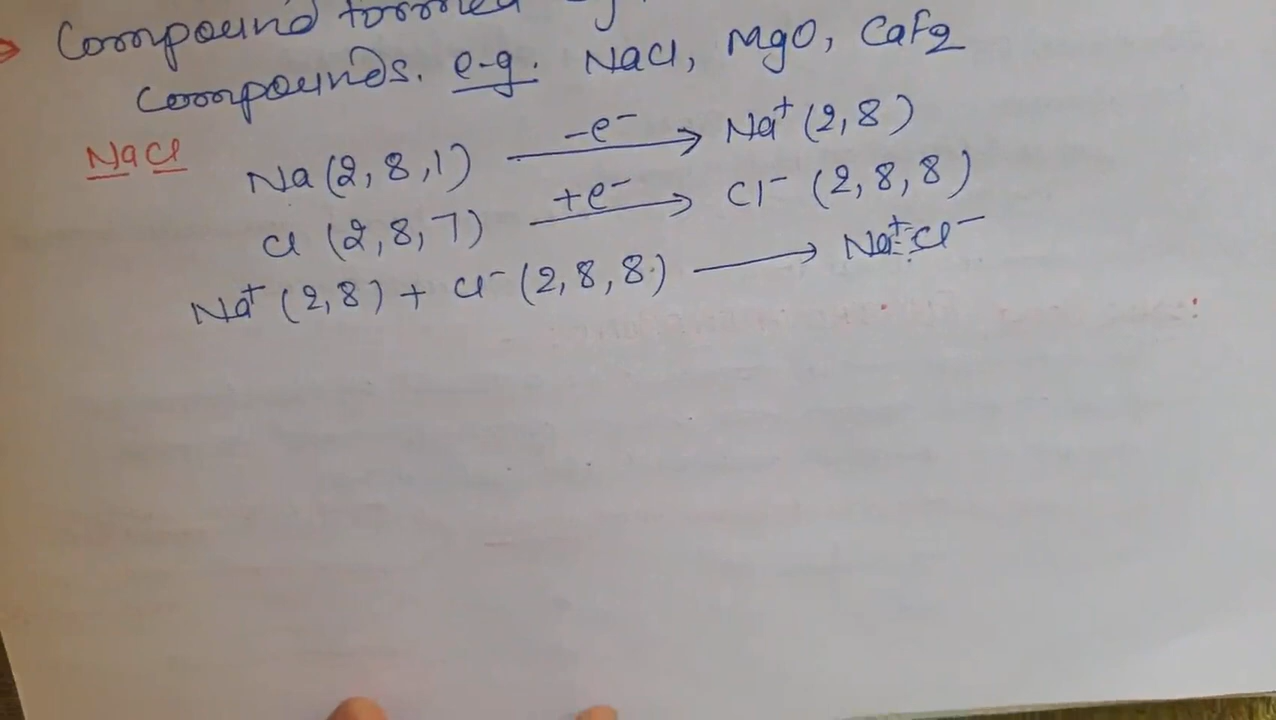 Compound formed
compounds. e.g. NaCl, MgO, CaF2
NaCl
Na (2,8,1) —-e⁻→ Na⁺ (2,8)
Cl (2,8,7) —+e⁻→ Cl⁻ (2,8,8)
Na⁺ (2,8) + Cl⁻ (2,8,8) ⟶ Na⁺Cl⁻